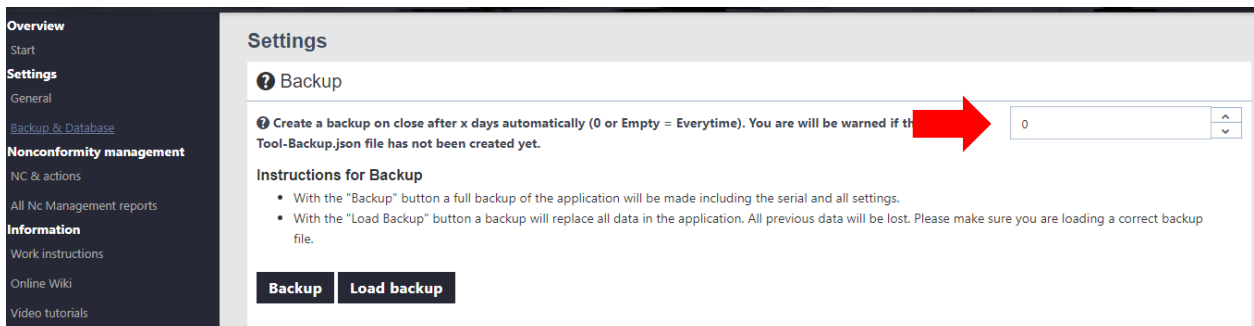 Overview
Start
Settings
General
Backup & Database
Nonconformity management
NC & actions
All Nc Management reports
Information
Work instructions
Online Wiki
Video tutorials
Settings
Backup
Create a backup on close after x days automatically (0 or Empty = Everytime). You are will be warned if
Tool-Backup.json file has not been created yet.
0
Instructions for Backup
With the "Backup" button a full backup of the application will be made including the serial and all settings.
With the "Load Backup" button a backup will replace all data in the application. All previous data will be lost. Please make sure you are loading a correct backup
file.
Backup
Load backup